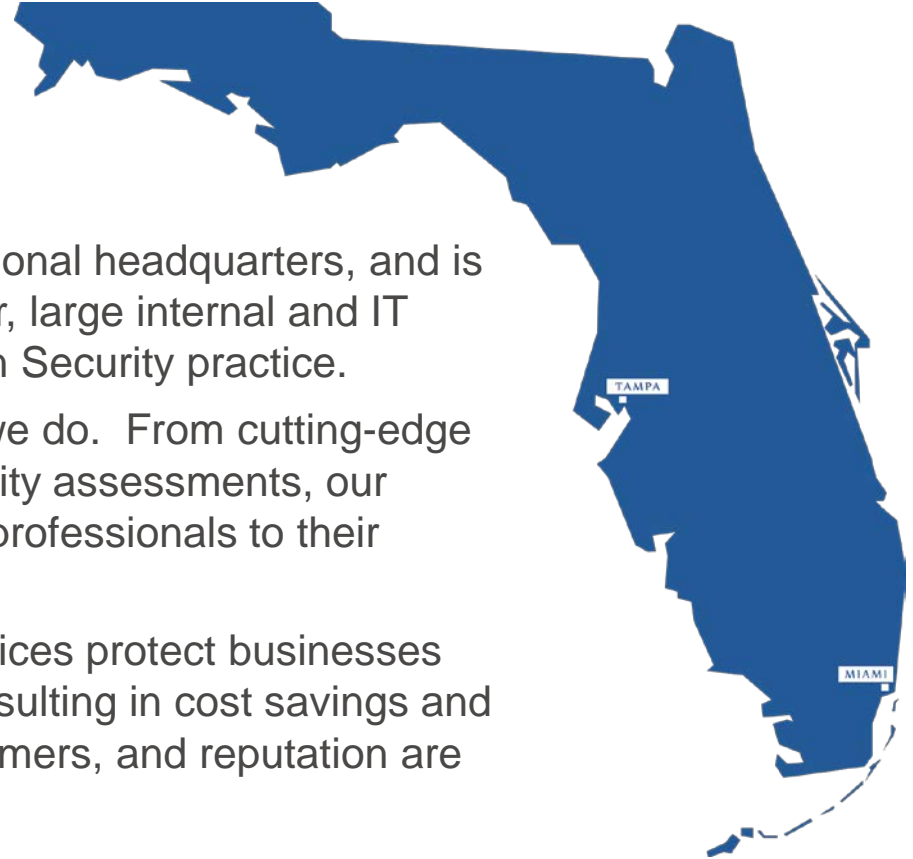 onal headquarters, and is
r, large internal and IT
n Security practice.
we do.  From cutting-edge
ity assessments, our
professionals to their
ices protect businesses
sulting in cost savings and
mers, and reputation are
TAMPA
MIAMI